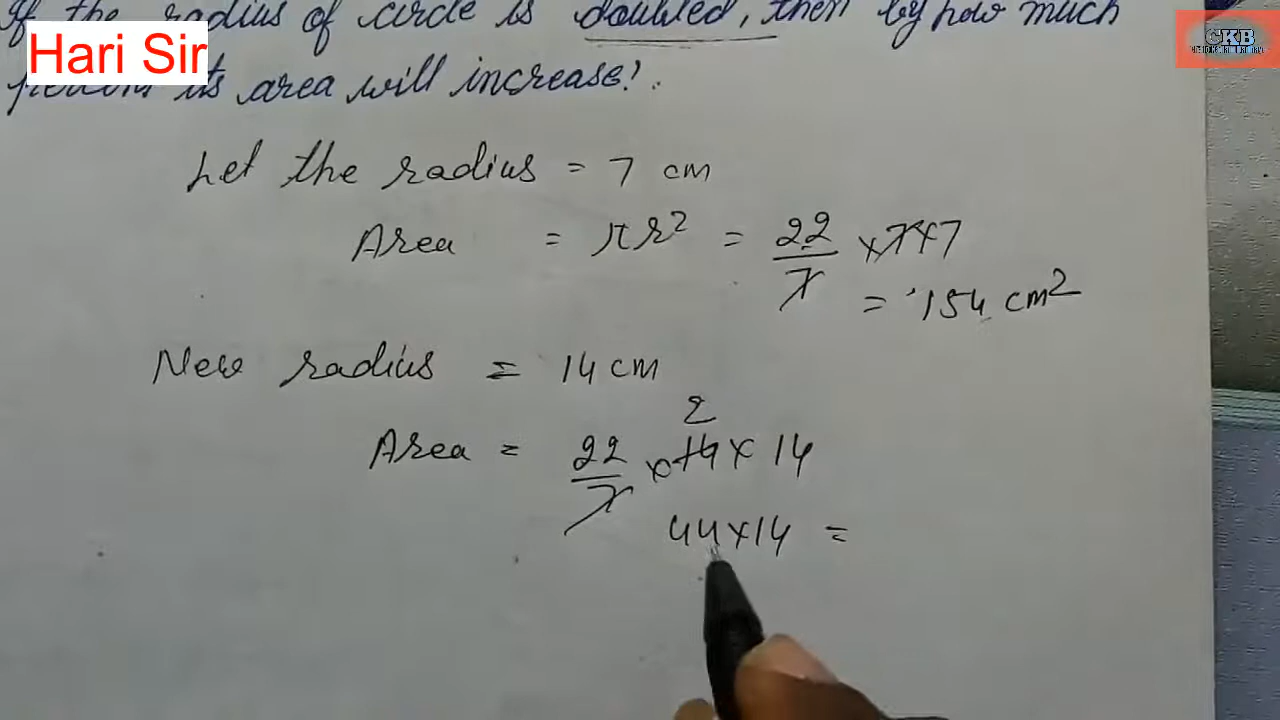 If the radius of circle is doubled, then by how much
Hari Sir
percent its area will increase?.
CKB
Let the radius = 7 cm
Area = πr² = 22/7 × 7 × 7
= 154 cm²
New radius = 14 cm
2
Area = 22/7 × 14 × 14
44 × 14 =